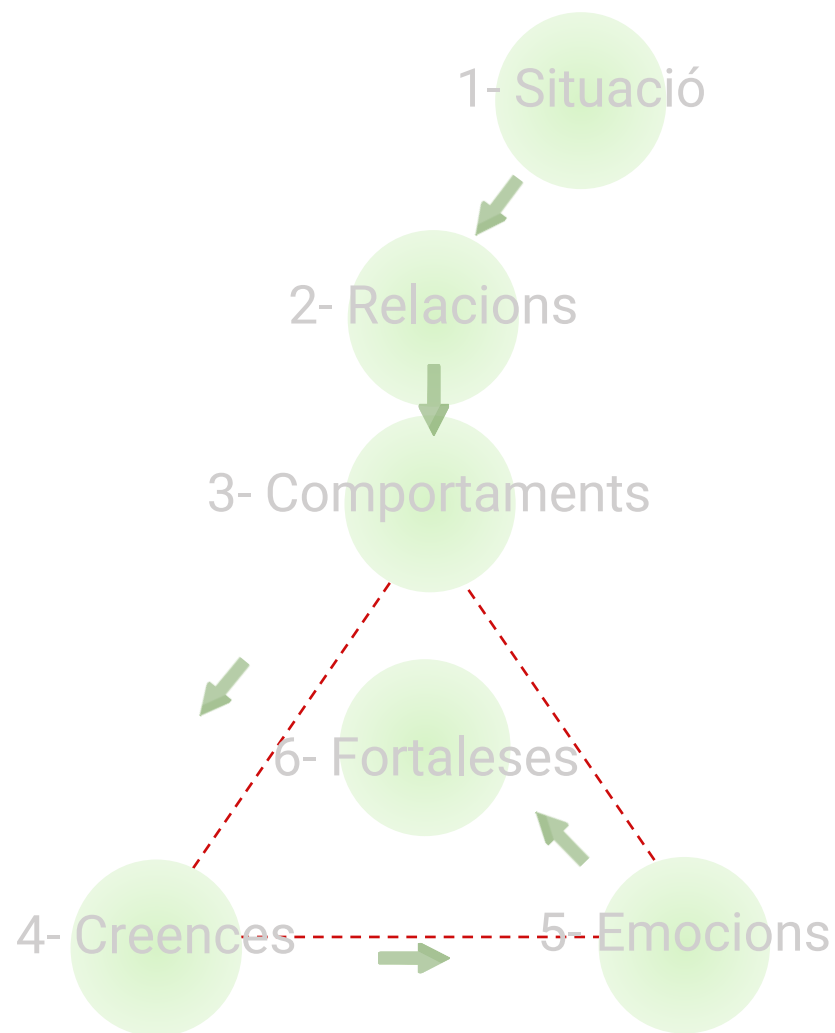 1- Situació
2- Relacions
3- Comportaments
6- Fortaleses
4- Creences
5- Emocions